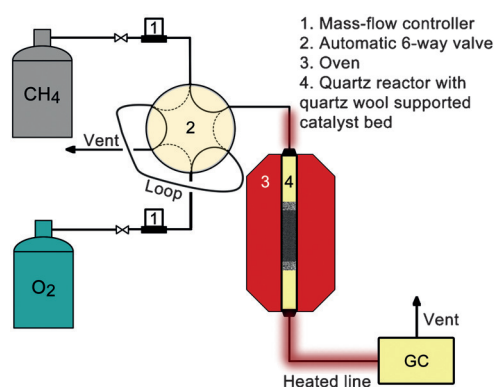 1. Mass-flow controller
2. Automatic 6-way valve
3. Oven
4. Quartz reactor with
quartz wool supported
catalyst bed
1
CH4
2
Vent
Loop
3
4
1
O2
Vent
GC
Heated line